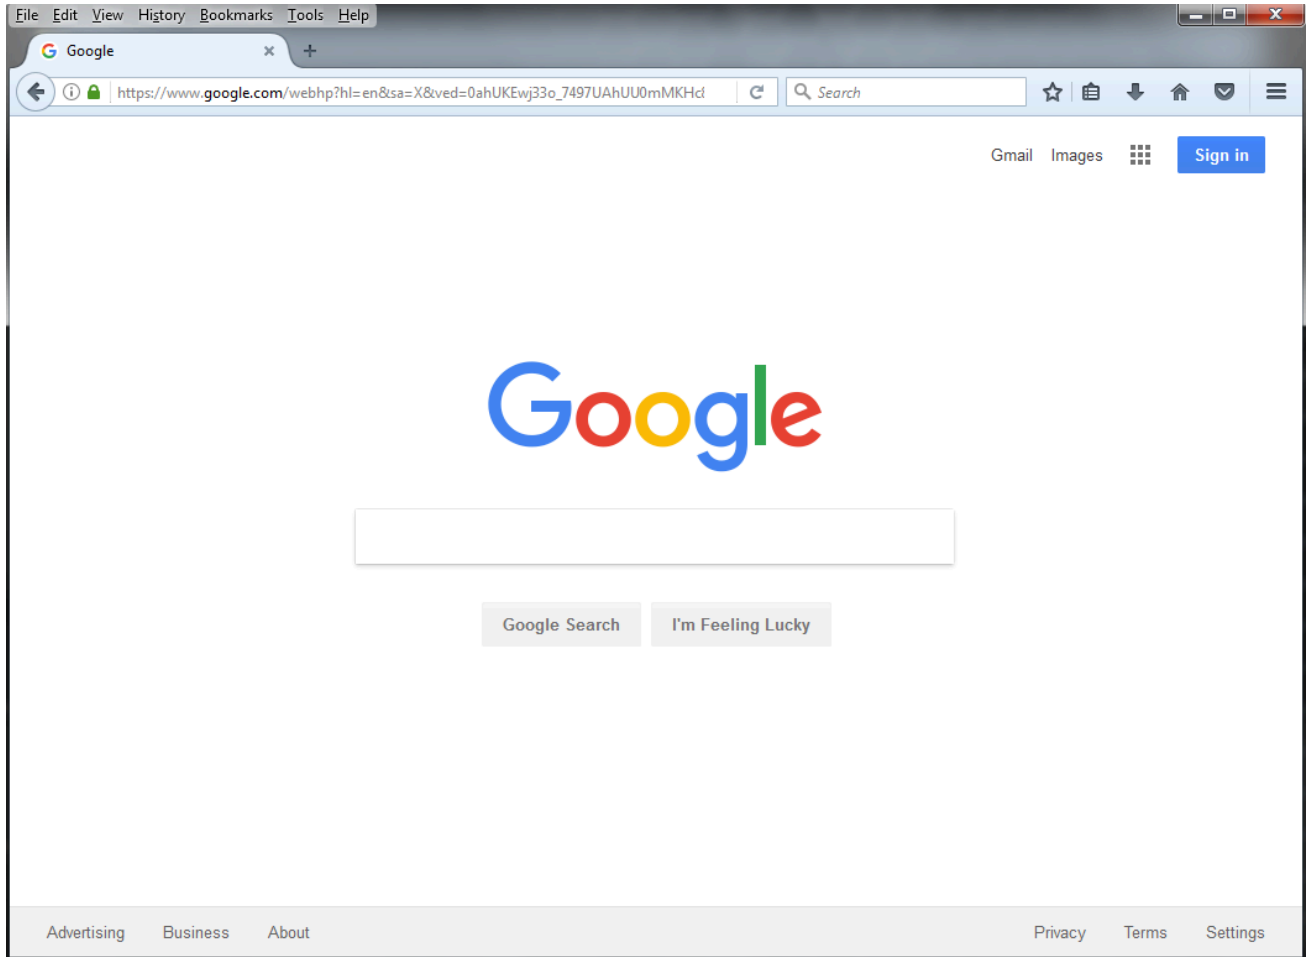 File Edit View History Bookmarks Tools Help
Google
https://www.google.com/webhp?hl=en&sa=X&ved=0ahUKEwj33o_7497UAhUU0mMKHc Search
Gmail Images Sign in
Google
Google Search I'm Feeling Lucky
Advertising Business About Privacy Terms Settings